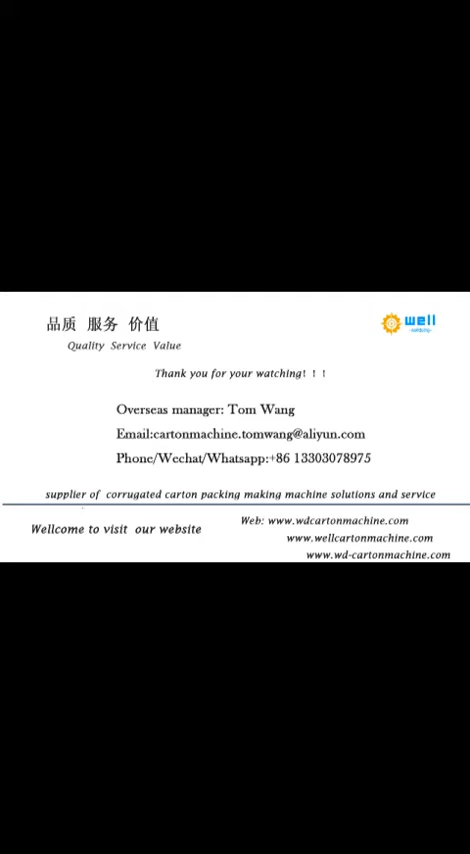 品质 服务 价值
well
Quality Service Value
Thank you for your watching! ! !
Overseas manager: Tom Wang
Email:cartonmachine.tomwang@aliyun.com
Phone/Wechat/Whatsapp:+86 13303078975
supplier of corrugated carton packing making machine solutions and service
Wellcome to visit our website
Web: www.wdcartonmachine.com
www.wellcartonmachine.com
www.wd-cartonmachine.com